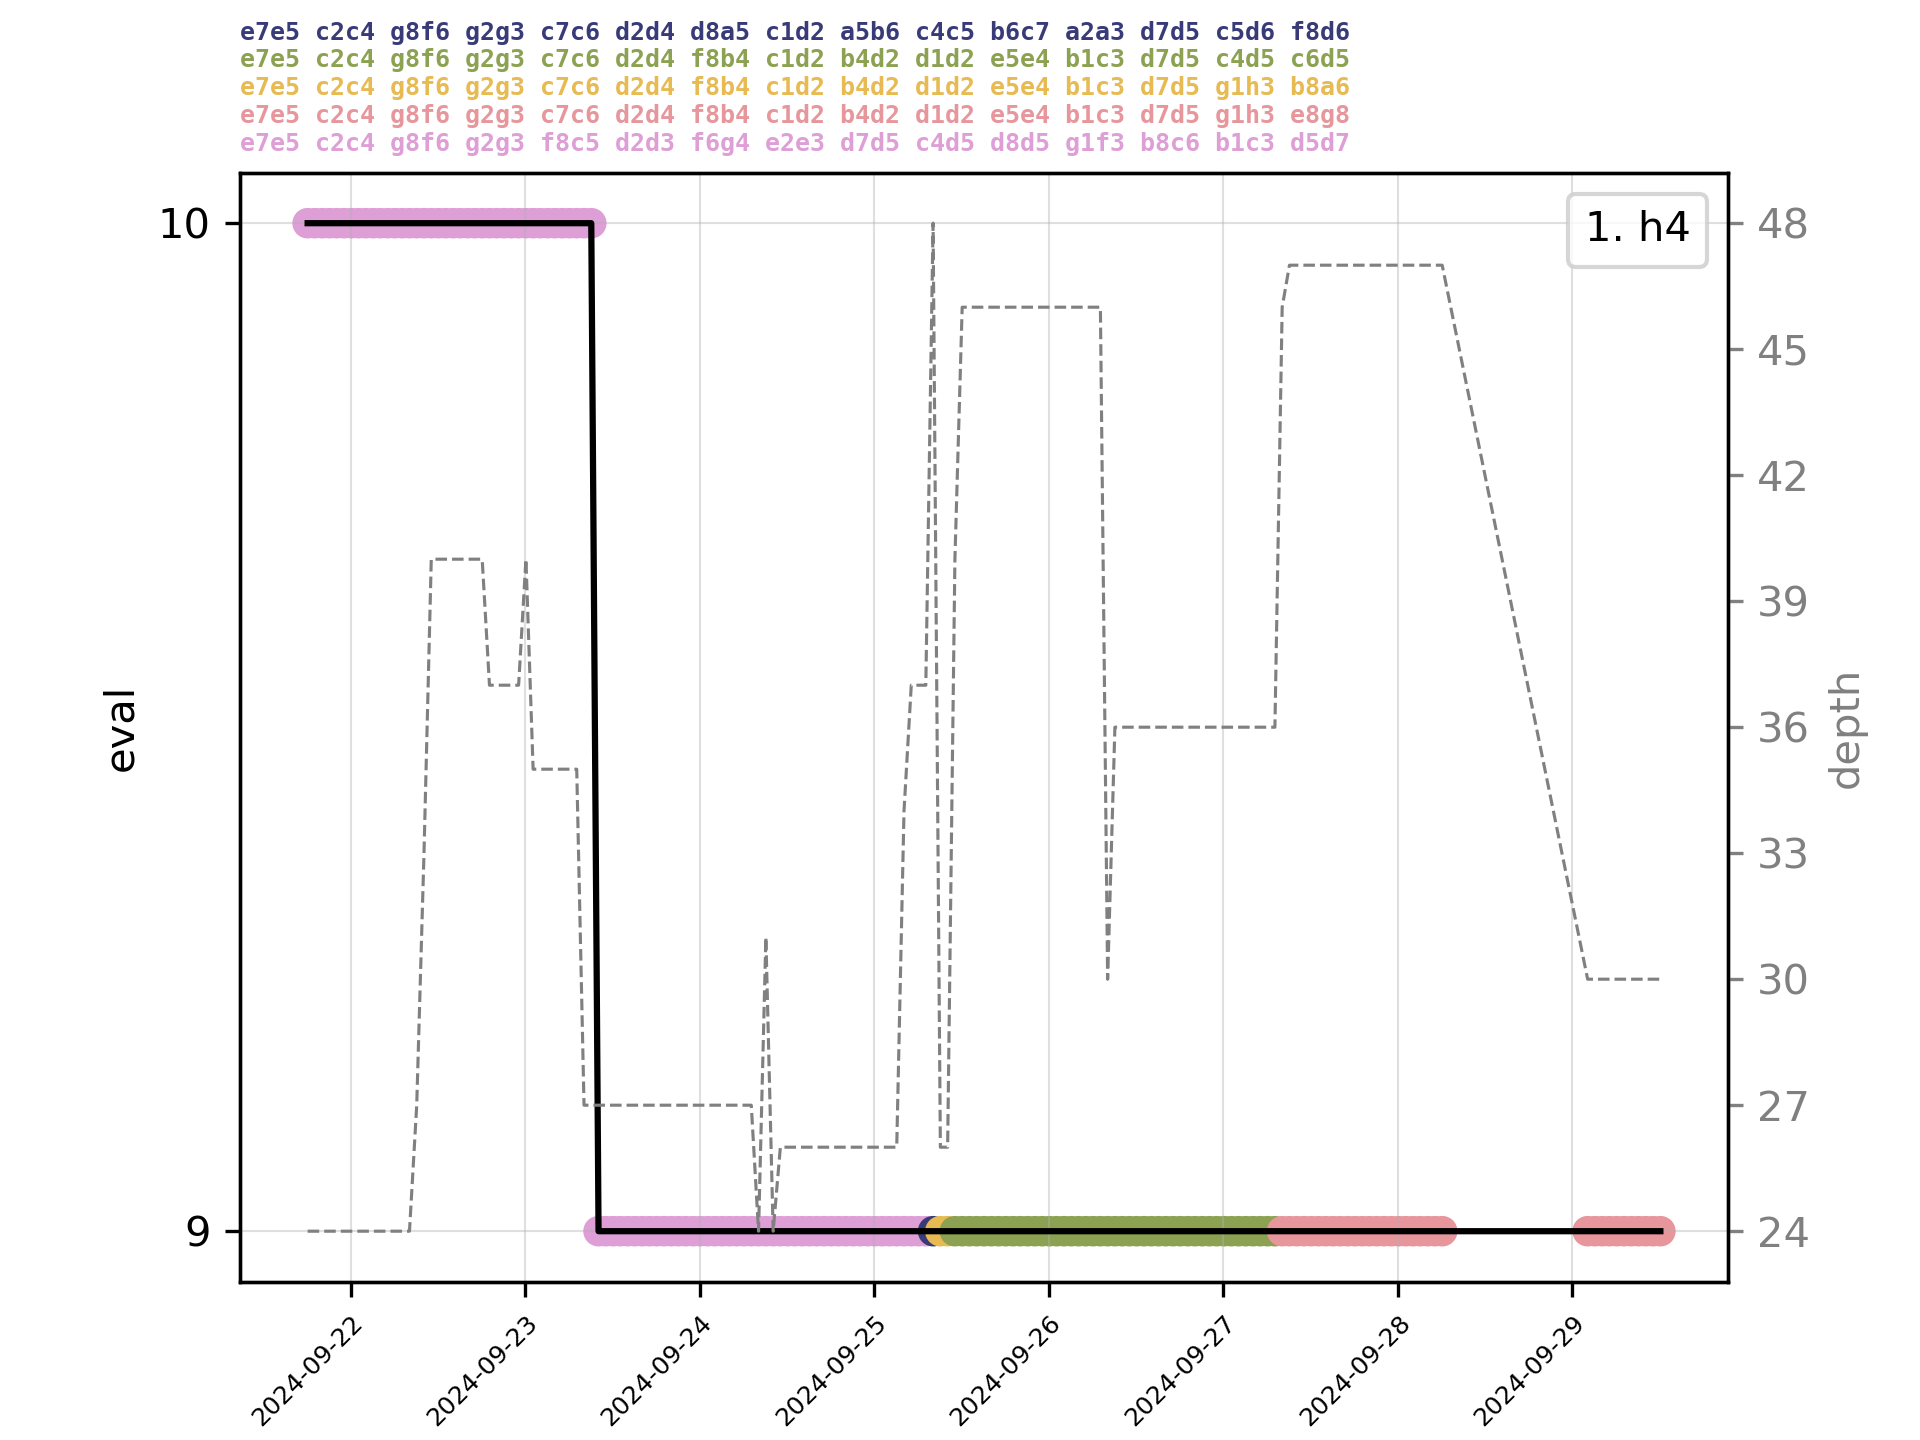 e7e5 c2c4 g8f6 g2g3 c7c6 d2d4 d8a5 c1d2 a5b6 c4c5 b6c7 a2a3 d7d5 c5d6 f8d6
e7e5 c2c4 g8f6 g2g3 c7c6 d2d4 f8b4 c1d2 b4d2 d1d2 e5e4 b1c3 d7d5 c4d5 c6d5
e7e5 c2c4 g8f6 g2g3 c7c6 d2d4 f8b4 c1d2 b4d2 d1d2 e5e4 b1c3 d7d5 g1h3 b8a6
e7e5 c2c4 g8f6 g2g3 c7c6 d2d4 f8b4 c1d2 b4d2 d1d2 e5e4 b1c3 d7d5 g1h3 e8g8
e7e5 c2c4 g8f6 g2g3 f8c5 d2d3 f6g4 e2e3 d7d5 c4d5 d8d5 g1f3 b8c6 b1c3 d5d7
1. h4
10
9
eval
48
45
42
39
36
33
30
27
24
depth
2024-09-22
2024-09-23
2024-09-24
2024-09-25
2024-09-26
2024-09-27
2024-09-28
2024-09-29